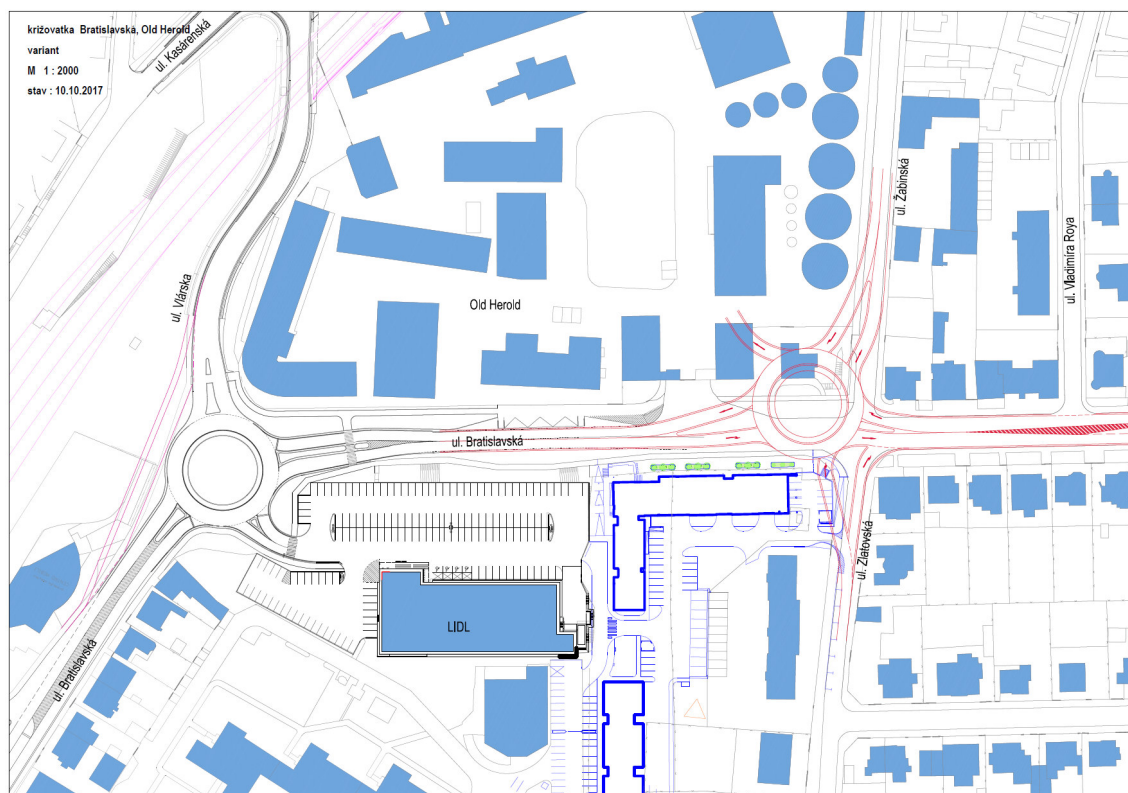 križovatka Bratislavská, Old Herold
variant
M 1 : 2000
stav : 10.10.2017
ul. Kasárenská
ul. Vlárska
ul. Žabinská
ul. Vladimíra Roya
Old Herold
ul. Bratislavská
ul. Zlatovská
LIDL
ul. Bratislavská